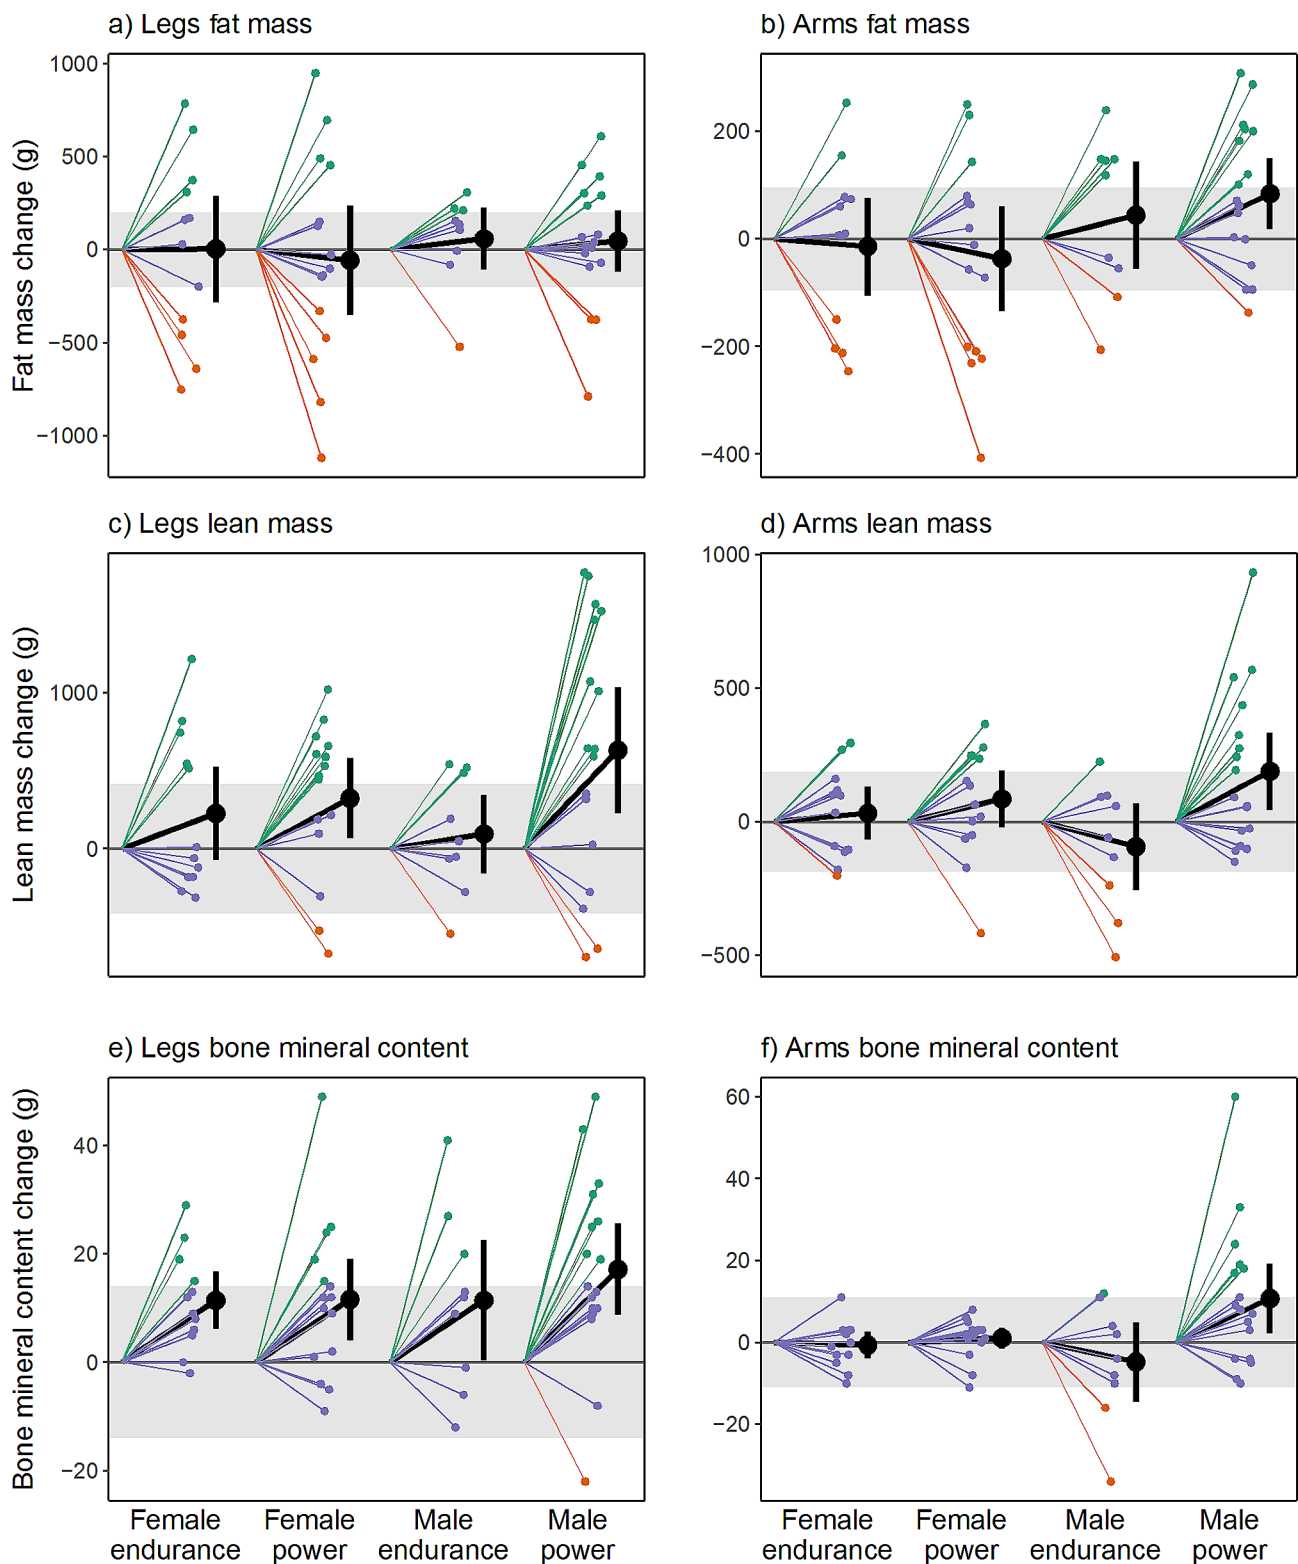 a) Legs fat mass
b) Arms fat mass
Fat mass change (g)
1000
500
0
−500
−1000
200
0
−200
−400
c) Legs lean mass
d) Arms lean mass
Lean mass change (g)
1000
0
1000
500
0
−500
e) Legs bone mineral content
f) Arms bone mineral content
Bone mineral content change (g)
40
20
0
−20
60
40
20
0
−20
Female
endurance
Female
power
Male
endurance
Male
power
Female
endurance
Female
power
Male
endurance
Male
power